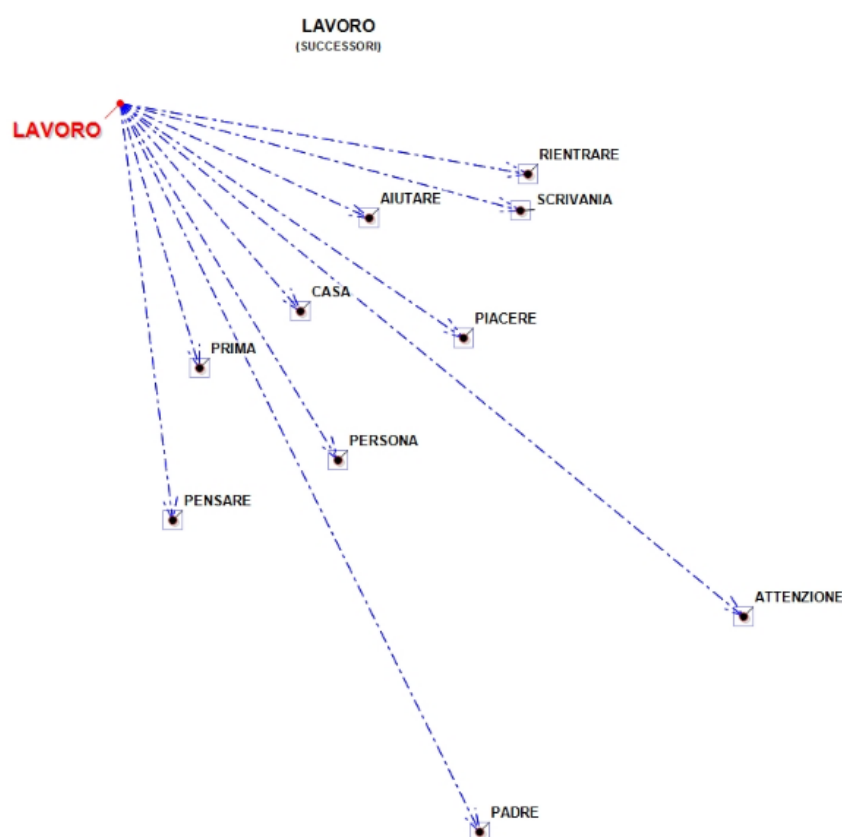 LAVORO
(SUCCESSORI)
LAVORO
RIENTRARE
SCRIVANIA
AIUTARE
CASA
PIACERE
PRIMA
PERSONA
PENSARE
ATTENZIONE
PADRE